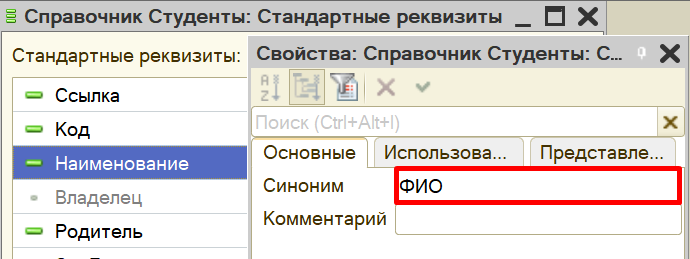 Справочник Студенты: Стандартные реквизиты
Стандартные реквизиты:
Ссылка
Код
Наименование
Владелец
Родитель
Свойства: Справочник Студенты: С...
Поиск (Ctrl+Alt+I)
Основные
Использова...
Представле...
Синоним
ФИО
Комментарий